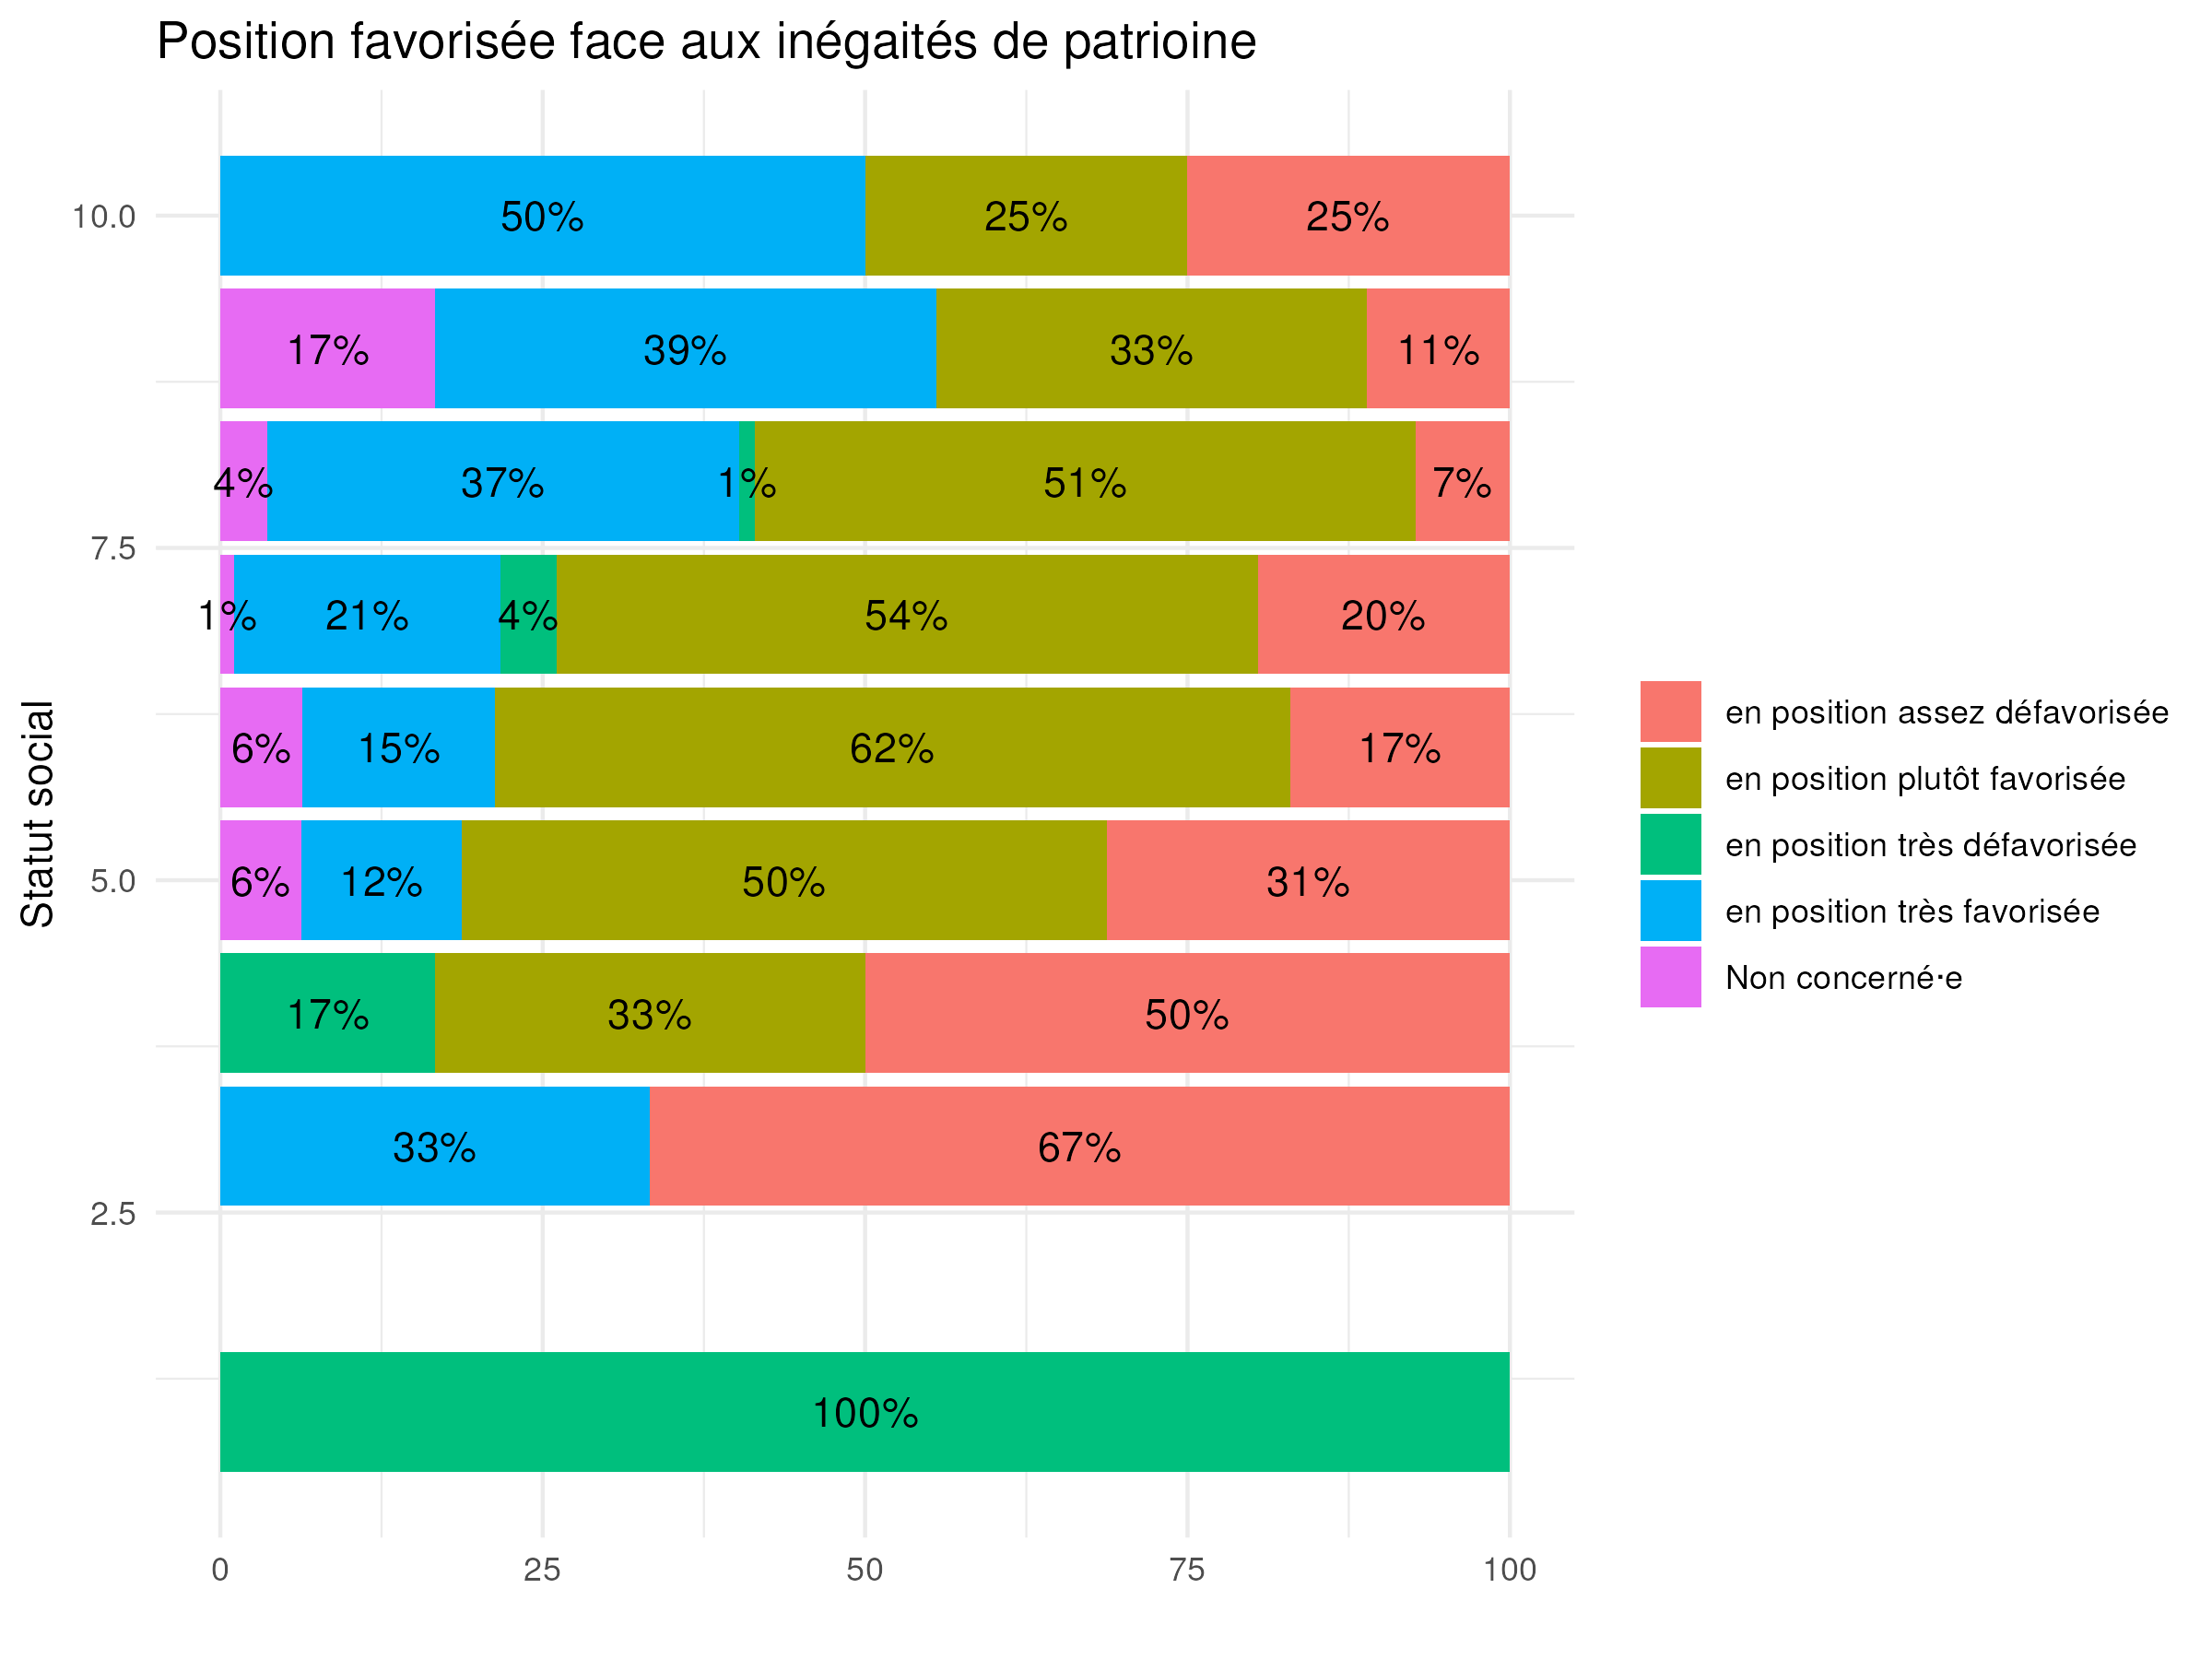 Position favorisée face aux inégaités de patrioine
Statut social
10.0
7.5
5.0
2.5
50% 25% 25%
17% 39% 33% 11%
4% 37% 1% 51% 7%
1% 21% 4% 54% 20%
6% 15% 62% 17%
6% 12% 50% 31%
17% 33% 50%
33% 67%
100%
0 25 50 75 100
en position assez défavorisée
en position plutôt favorisée
en position très défavorisée
en position très favorisée
Non concerné·e